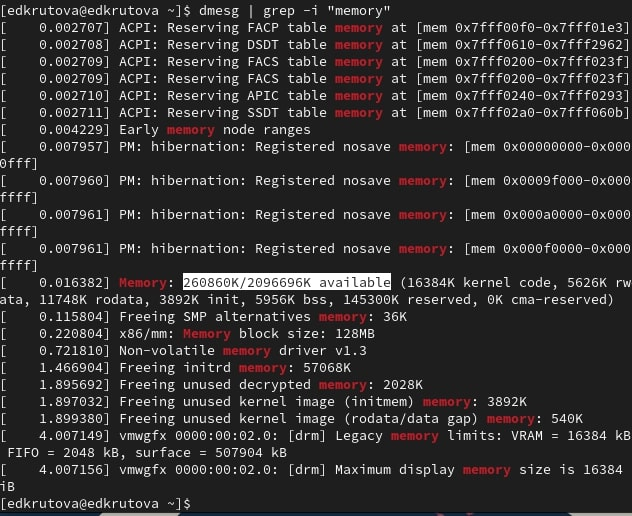 [edkrutova@edkrutova ~]$ dmesg | grep -i "memory"
[    0.002707] ACPI: Reserving FACP table memory at [mem 0x7fff00f0-0x7fff01e3]
[    0.002708] ACPI: Reserving DSDT table memory at [mem 0x7fff0610-0x7fff2962]
[    0.002709] ACPI: Reserving FACS table memory at [mem 0x7fff0200-0x7fff023f]
[    0.002709] ACPI: Reserving FACS table memory at [mem 0x7fff0200-0x7fff023f]
[    0.002710] ACPI: Reserving APIC table memory at [mem 0x7fff0240-0x7fff0293]
[    0.002711] ACPI: Reserving SSDT table memory at [mem 0x7fff02a0-0x7fff060b]
[    0.004229] Early memory node ranges
[    0.007957] PM: hibernation: Registered nosave memory: [mem 0x00000000-0x000
0fff]
[    0.007960] PM: hibernation: Registered nosave memory: [mem 0x0009f000-0x000
ffff]
[    0.007961] PM: hibernation: Registered nosave memory: [mem 0x000a0000-0x000
ffff]
[    0.007961] PM: hibernation: Registered nosave memory: [mem 0x000f0000-0x000
ffff]
[    0.016382] Memory: 260860K/2096696K available (16384K kernel code, 5626K rw
ata, 11748K rodata, 3892K init, 5956K bss, 145300K reserved, 0K cma-reserved)
[    0.115804] Freeing SMP alternatives memory: 36K
[    0.220804] x86/mm: Memory block size: 128MB
[    0.721810] Non-volatile memory driver v1.3
[    1.466904] Freeing initrd memory: 57068K
[    1.895692] Freeing unused decrypted memory: 2028K
[    1.897032] Freeing unused kernel image (initmem) memory: 3892K
[    1.899380] Freeing unused kernel image (rodata/data gap) memory: 540K
[    4.007149] vmwgfx 0000:00:02.0: [drm] Legacy memory limits: VRAM = 16384 kB
 FIFO = 2048 kB, surface = 507904 kB
[    4.007156] vmwgfx 0000:00:02.0: [drm] Maximum display memory size is 16384
iB
[edkrutova@edkrutova ~]$